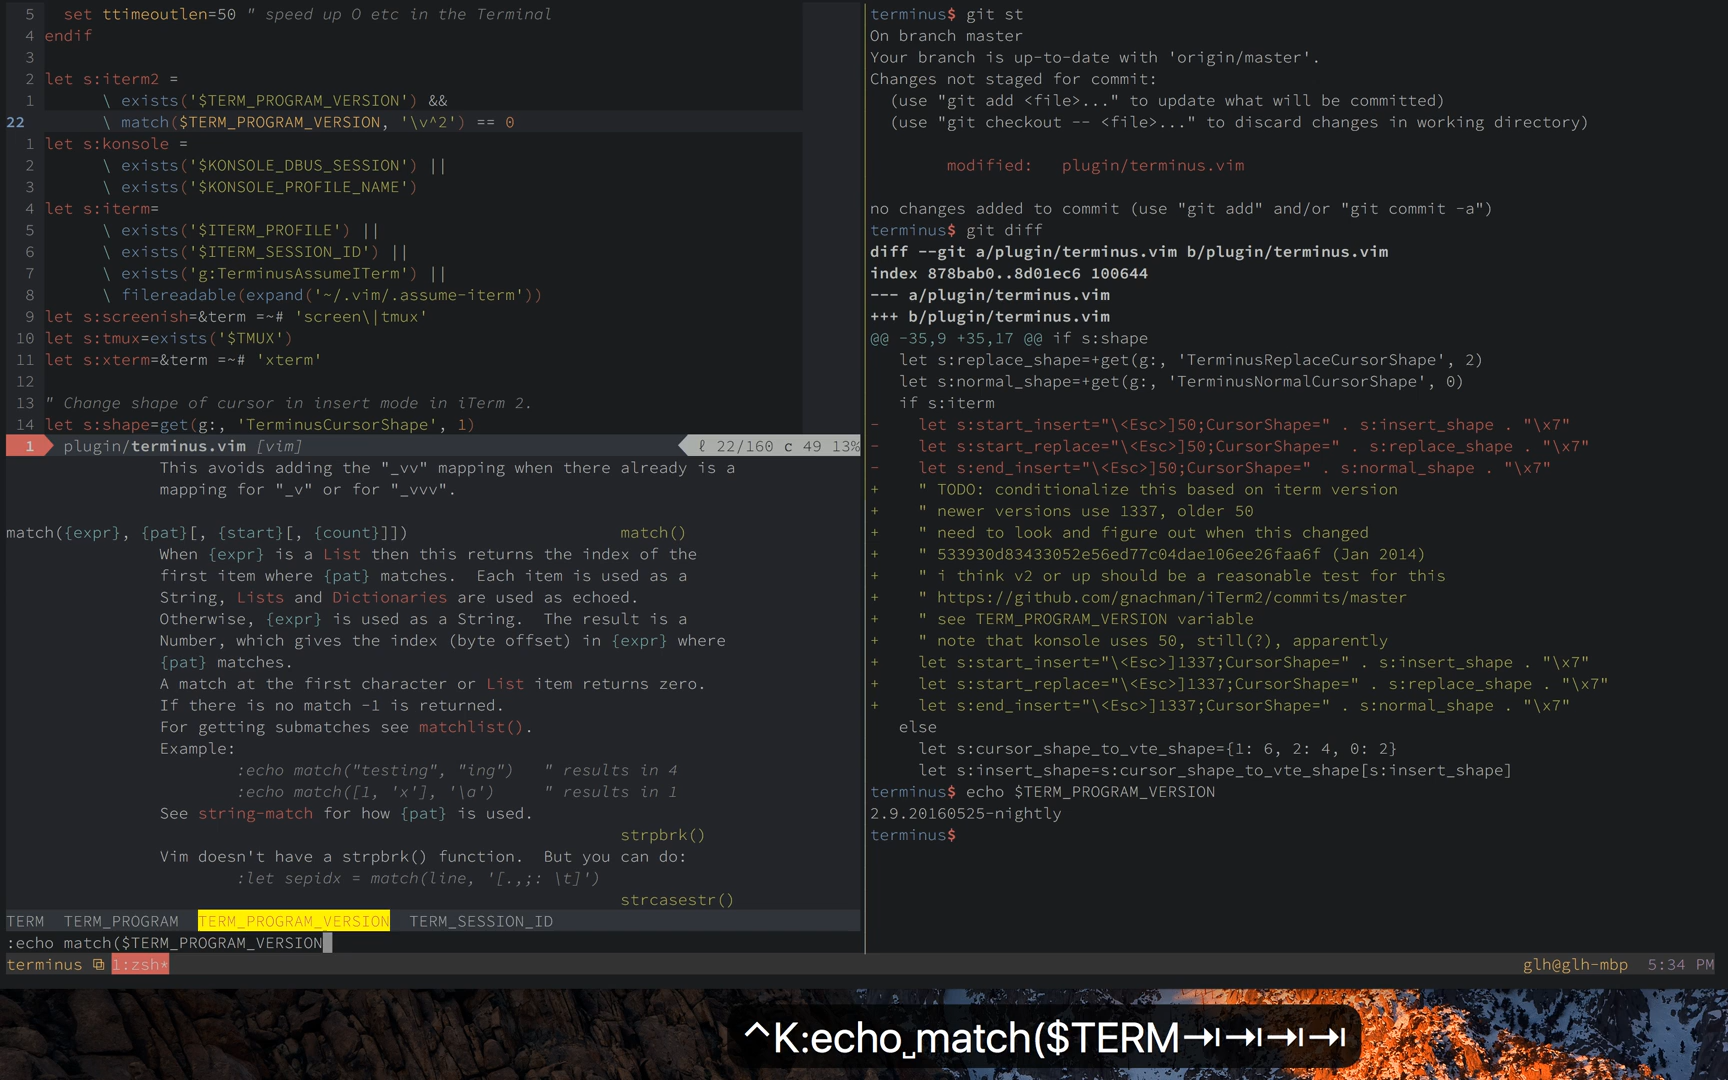 5   set ttimeoutlen=50 " speed up O etc in the Terminal
4 endif
3
2 let s:iterm2 =
1       \ exists('$TERM_PROGRAM_VERSION') &&
22       \ match($TERM_PROGRAM_VERSION, '\v^2') == 0
1 let s:konsole =
2       \ exists('$KONSOLE_DBUS_SESSION') ||
3       \ exists('$KONSOLE_PROFILE_NAME')
4 let s:iterm=
5       \ exists('$ITERM_PROFILE') ||
6       \ exists('$ITERM_SESSION_ID') ||
7       \ exists('g:TerminusAssumeITerm') ||
8       \ filereadable(expand('~/.vim/.assume-iterm'))
9 let s:screenish=&term =~# 'screen\|tmux'
10 let s:tmux=exists('$TMUX')
11 let s:xterm=&term =~# 'xterm'
12
13 " Change shape of cursor in insert mode in iTerm 2.
14 let s:shape=get(g:, 'TerminusCursorShape', 1)
1 plugin/terminus.vim [vim] ℓ 22/160 c 49 13%
This avoids adding the "_vv" mapping when there already is a
mapping for "_v" or for "_vvv".
match({expr}, {pat}[, {start}[, {count}]]) match()
When {expr} is a List then this returns the index of the
first item where {pat} matches.  Each item is used as a
String, Lists and Dictionaries are used as echoed.
Otherwise, {expr} is used as a String.  The result is a
Number, which gives the index (byte offset) in {expr} where
{pat} matches.
A match at the first character or List item returns zero.
If there is no match -1 is returned.
For getting submatches see matchlist().
Example:
:echo match("testing", "ing")   " results in 4
:echo match([1, 'x'], '\a')     " results in 1
See string-match for how {pat} is used.
strpbrk()
Vim doesn't have a strpbrk() function.  But you can do:
:let sepidx = match(line, '[.,;: \t]')
strcasestr()
TERM  TERM_PROGRAM  TERM_PROGRAM_VERSION  TERM_SESSION_ID
:echo match($TERM_PROGRAM_VERSION
terminus$ git st
On branch master
Your branch is up-to-date with 'origin/master'.
Changes not staged for commit:
  (use "git add <file>..." to update what will be committed)
  (use "git checkout -- <file>..." to discard changes in working directory)
modified:   plugin/terminus.vim
no changes added to commit (use "git add" and/or "git commit -a")
terminus$ git diff
diff --git a/plugin/terminus.vim b/plugin/terminus.vim
index 878bab0..8d01ec6 100644
--- a/plugin/terminus.vim
+++ b/plugin/terminus.vim
@@ -35,9 +35,17 @@ if s:shape
   let s:replace_shape=+get(g:, 'TerminusReplaceCursorShape', 2)
   let s:normal_shape=+get(g:, 'TerminusNormalCursorShape', 0)
   if s:iterm
-    let s:start_insert="\<Esc>]50;CursorShape=" . s:insert_shape . "\x7"
-    let s:start_replace="\<Esc>]50;CursorShape=" . s:replace_shape . "\x7"
-    let s:end_insert="\<Esc>]50;CursorShape=" . s:normal_shape . "\x7"
+    " TODO: conditionalize this based on iterm version
+    " newer versions use 1337, older 50
+    " need to look and figure out when this changed
+    " 533930d83433052e56ed77c04dae106ee26faa6f (Jan 2014)
+    " i think v2 or up should be a reasonable test for this
+    " https://github.com/gnachman/iTerm2/commits/master
+    " see TERM_PROGRAM_VERSION variable
+    " note that konsole uses 50, still(?), apparently
+    let s:start_insert="\<Esc>]1337;CursorShape=" . s:insert_shape . "\x7"
+    let s:start_replace="\<Esc>]1337;CursorShape=" . s:replace_shape . "\x7"
+    let s:end_insert="\<Esc>]1337;CursorShape=" . s:normal_shape . "\x7"
   else
     let s:cursor_shape_to_vte_shape={1: 6, 2: 4, 0: 2}
     let s:insert_shape=s:cursor_shape_to_vte_shape[s:insert_shape]
terminus$ echo $TERM_PROGRAM_VERSION
2.9.20160525-nightly
terminus$
terminus ⧉ 1:zsh* glh@glh-mbp 5:34 PM
^K:echo␣match($TERM⇥⇥⇥⇥